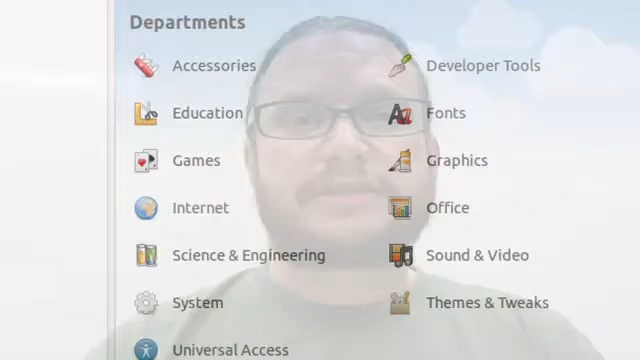 Departments
Accessories
Developer Tools
Education
Fonts
Games
Graphics
Internet
Office
Science & Engineering
Sound & Video
System
Themes & Tweaks
Universal Access